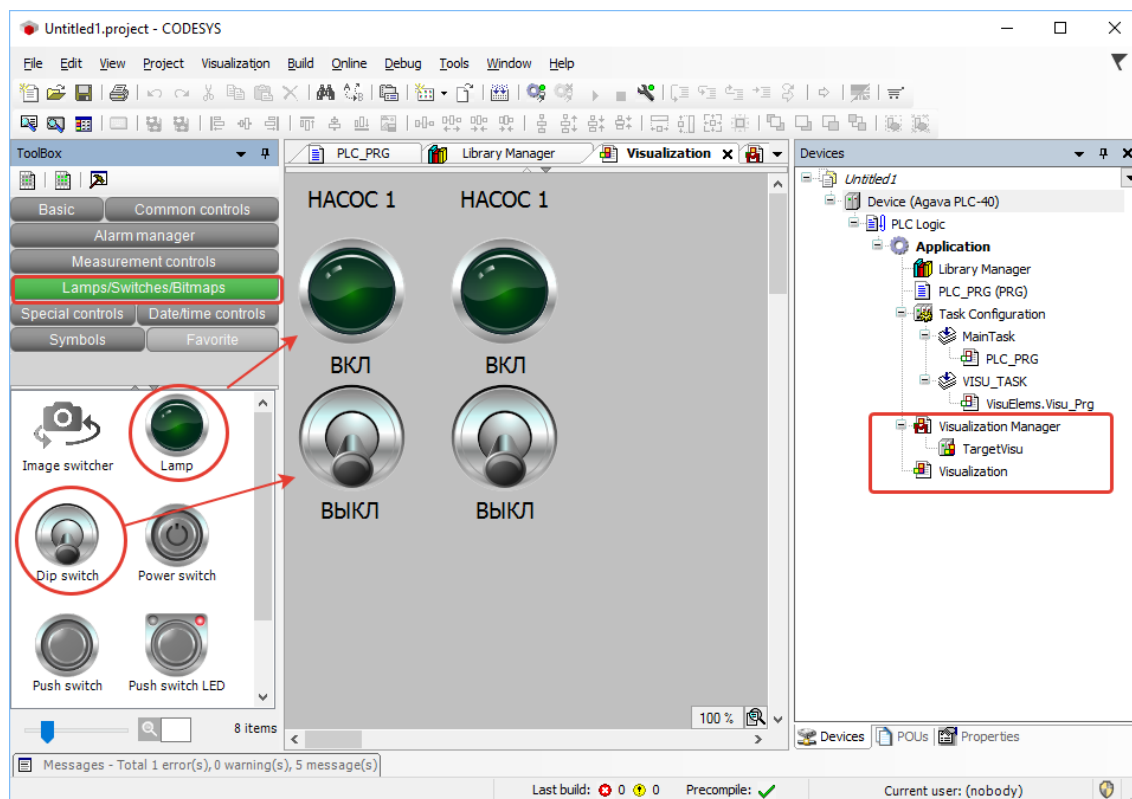 Untitled1.project - CODESYS
File Edit View Project Visualization Build Online Debug Tools Window Help
ToolBox
PLC_PRG Library Manager Visualization
Devices
Basic Common controls
Alarm manager
Measurement controls
Lamps/Switches/Bitmaps
Special controls Date/time controls
Symbols Favorite
Image switcher Lamp
Dip switch Power switch
Push switch Push switch LED
8 items
НАСОС 1 НАСОС 1
ВКЛ ВКЛ
ВЫКЛ ВЫКЛ
100 %
Untitled1
Device (Agava PLC-40)
PLC Logic
Application
Library Manager
PLC_PRG (PRG)
Task Configuration
MainTask
PLC_PRG
VISU_TASK
VisuElems.Visu_Prg
Visualization Manager
TargetVisu
Visualization
Devices POUs Properties
Messages - Total 1 error(s), 0 warning(s), 5 message(s)
Last build: 0 0 Precompile: Current user: (nobody)